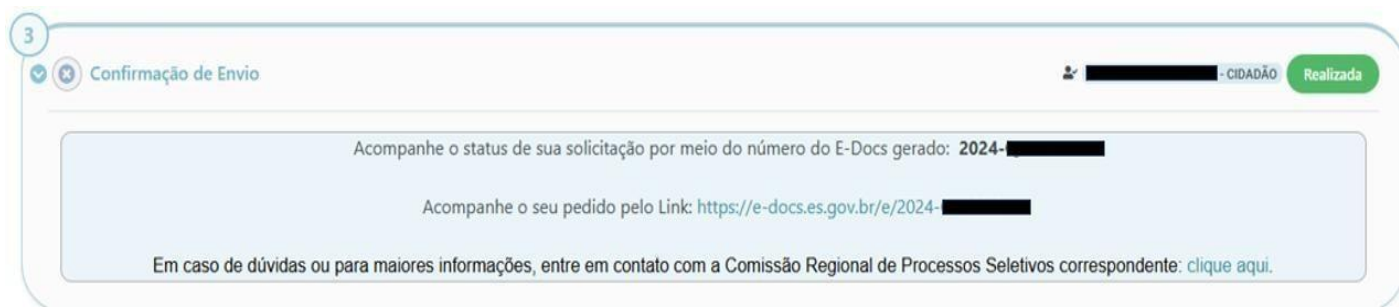 3
Confirmação de Envio
- CIDADÃO
Realizada
Acompanhe o status de sua solicitação por meio do número do E-Docs gerado: 2024-
Acompanhe o seu pedido pelo Link: https://e-docs.es.gov.br/e/2024-
Em caso de dúvidas ou para maiores informações, entre em contato com a Comissão Regional de Processos Seletivos correspondente: clique aqui.